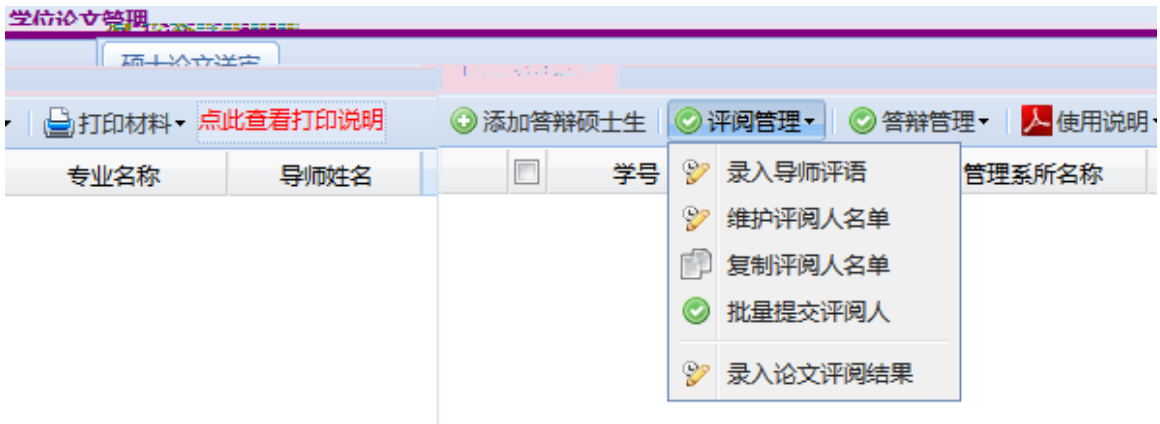 学位论文管理
硕士论文送审
打印材料 点此查看打印说明 添加答辩硕士生 评阅管理 答辩管理 使用说明
专业名称 导师姓名 学号 管理系所名称
录入导师评语
维护评阅人名单
复制评阅人名单
批量提交评阅人
录入论文评阅结果